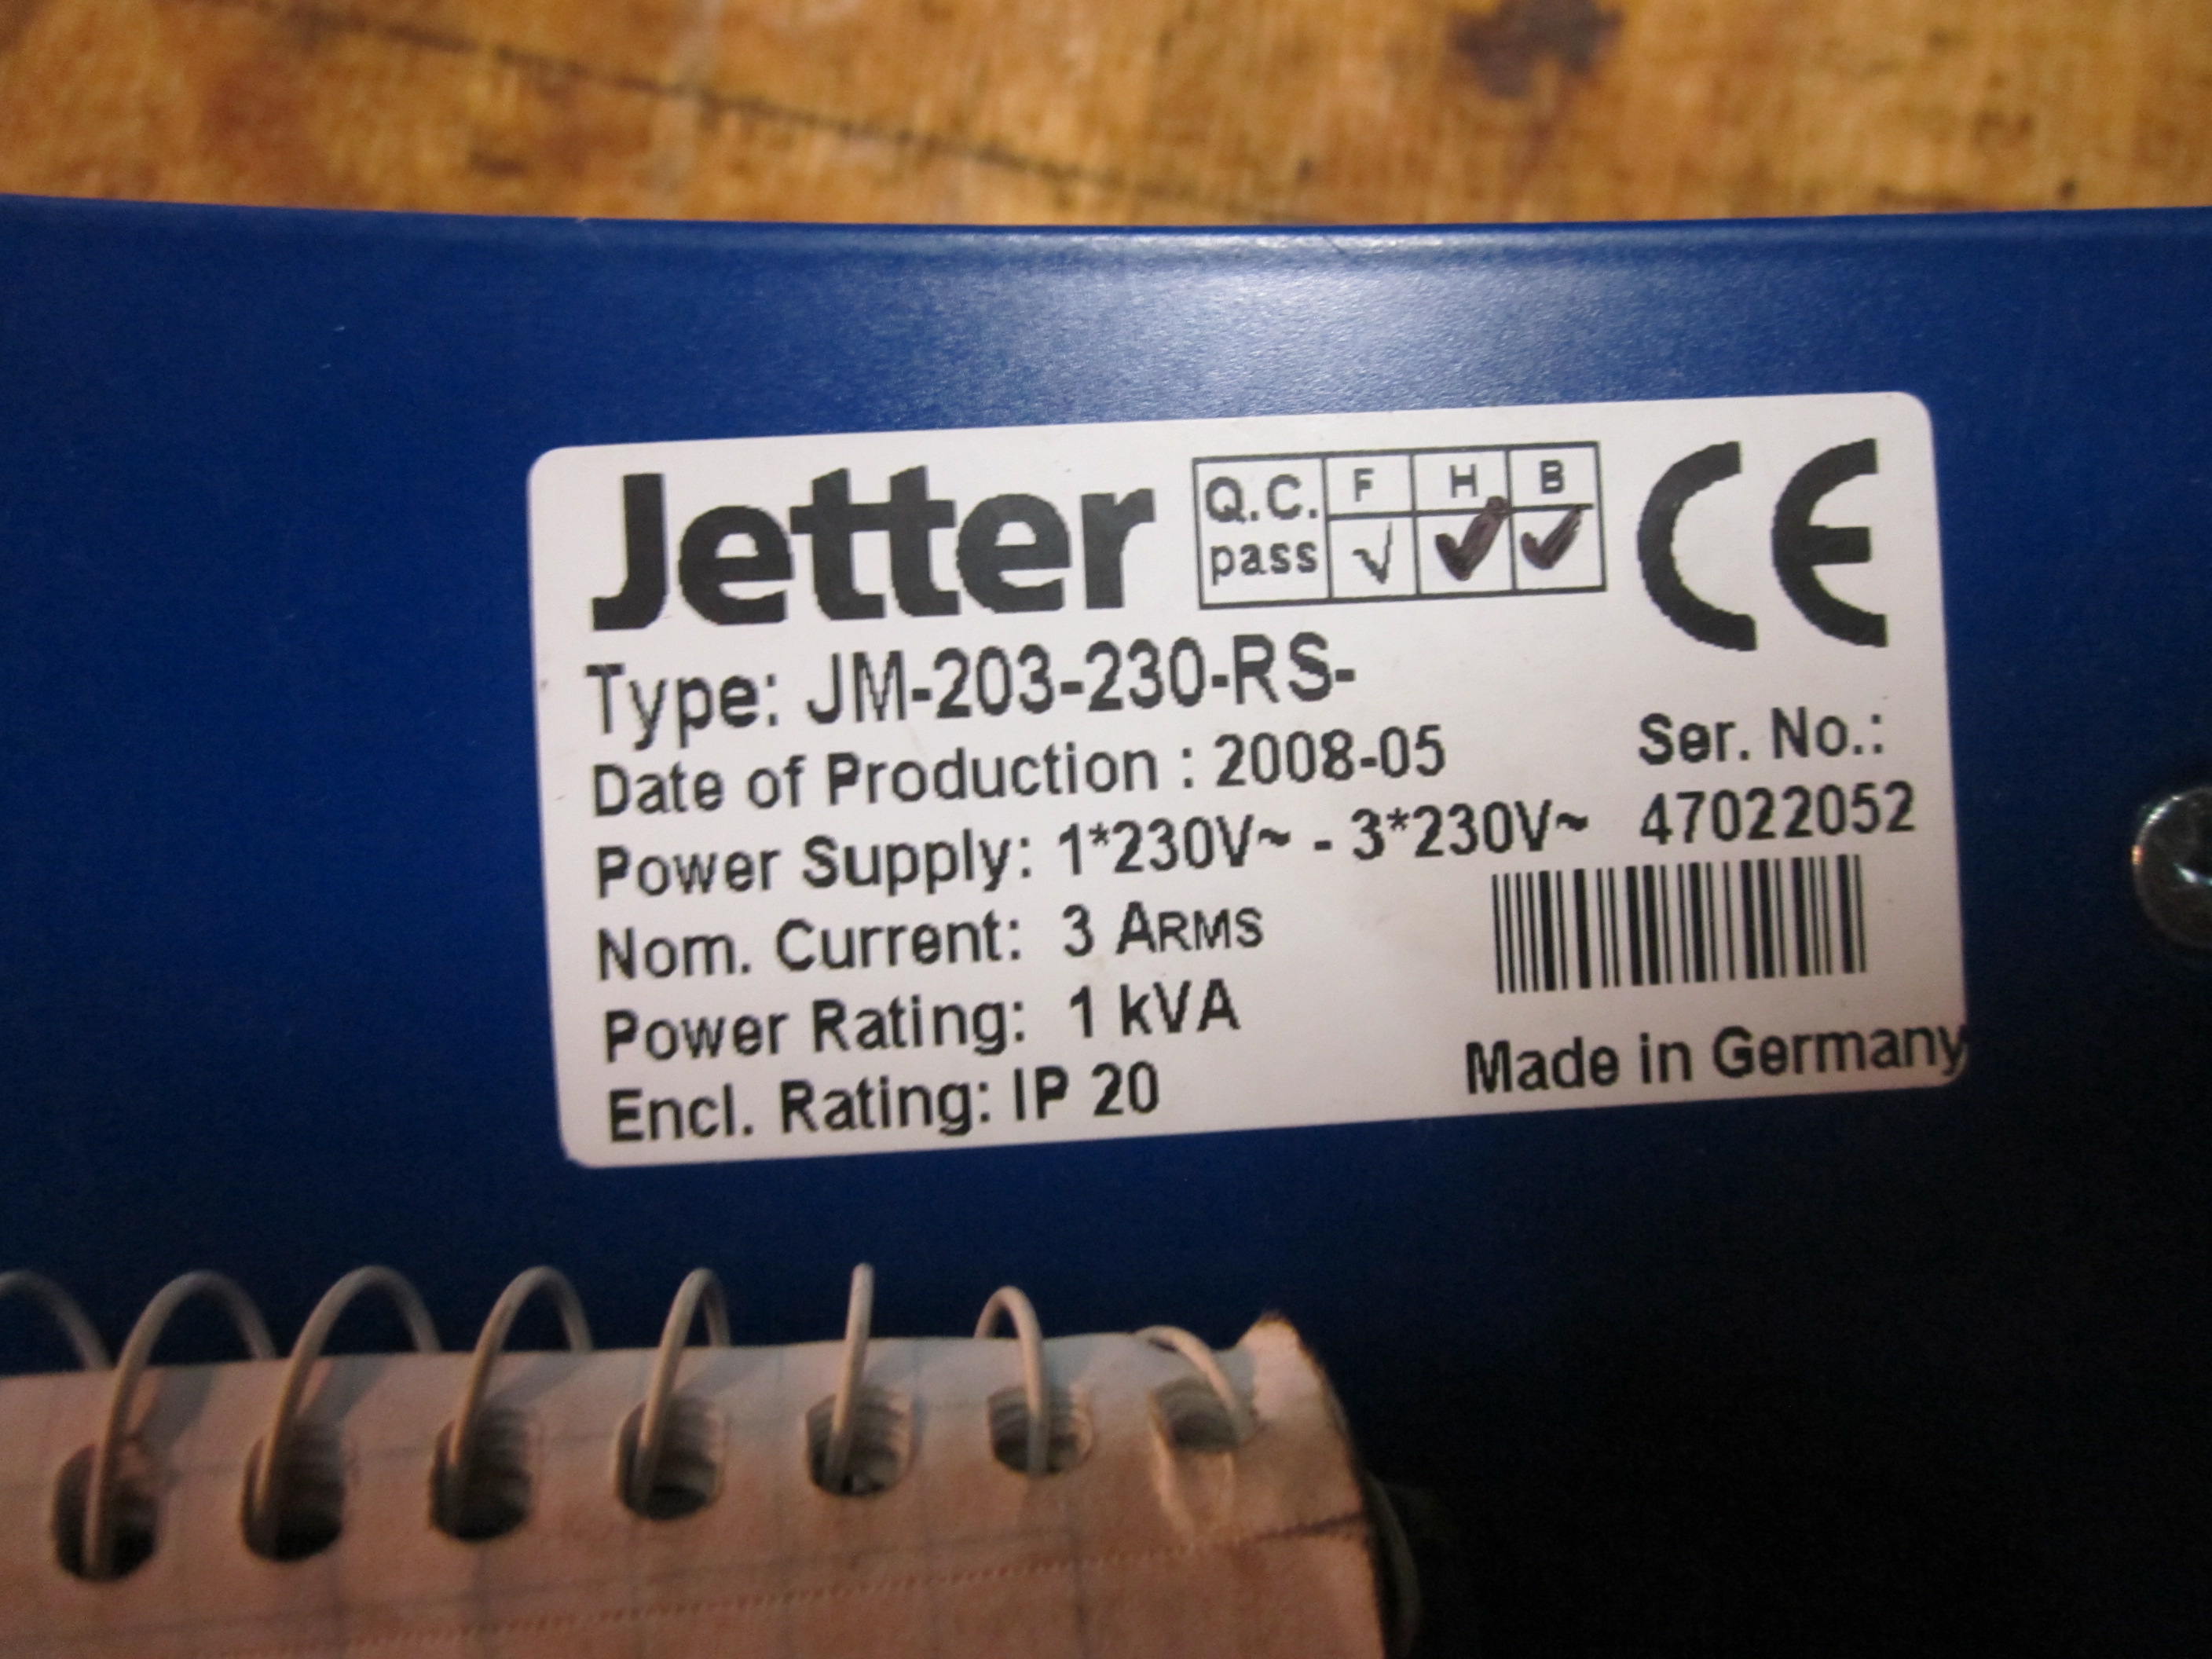 Jetter
Q.C. F H B
pass √ ✓ ✓
CE
Type: JM-203-230-RS-
Date of Production : 2008-05
Ser. No.:
Power Supply: 1*230V~ - 3*230V~
47022052
Nom. Current: 3 ARMS
Power Rating: 1 kVA
Encl. Rating: IP 20
Made in Germany